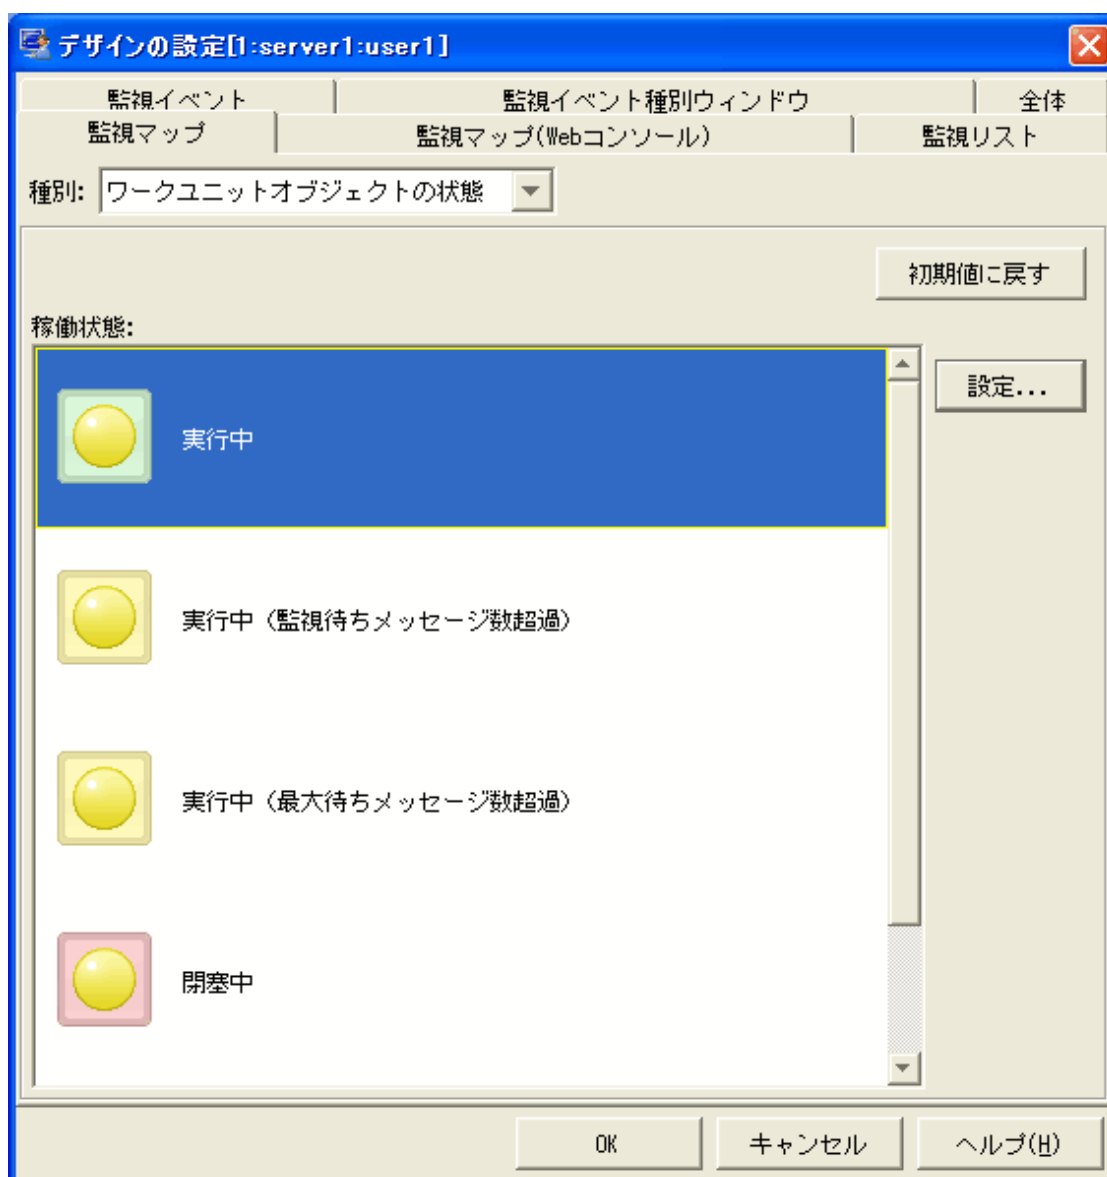 デザインの設定[1:server1:user1]
監視イベント 監視イベント種別ウィンドウ 全体
監視マップ 監視マップ(Webコンソール) 監視リスト
種別: ワークユニットオブジェクトの状態
初期値に戻す
稼働状態:
設定...
実行中
実行中（監視待ちメッセージ数超過）
実行中（最大待ちメッセージ数超過）
閉塞中
OK キャンセル ヘルプ(H)